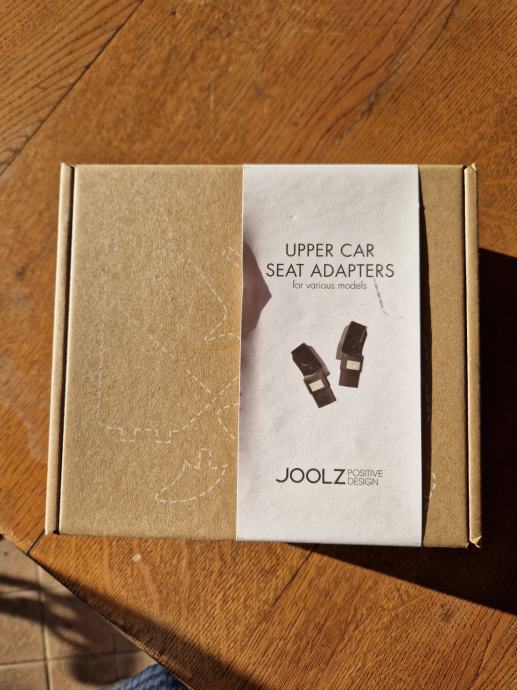 UPPER CAR
SEAT ADAPTERS
for various models
JOOLZ POSITIVE
DESIGN